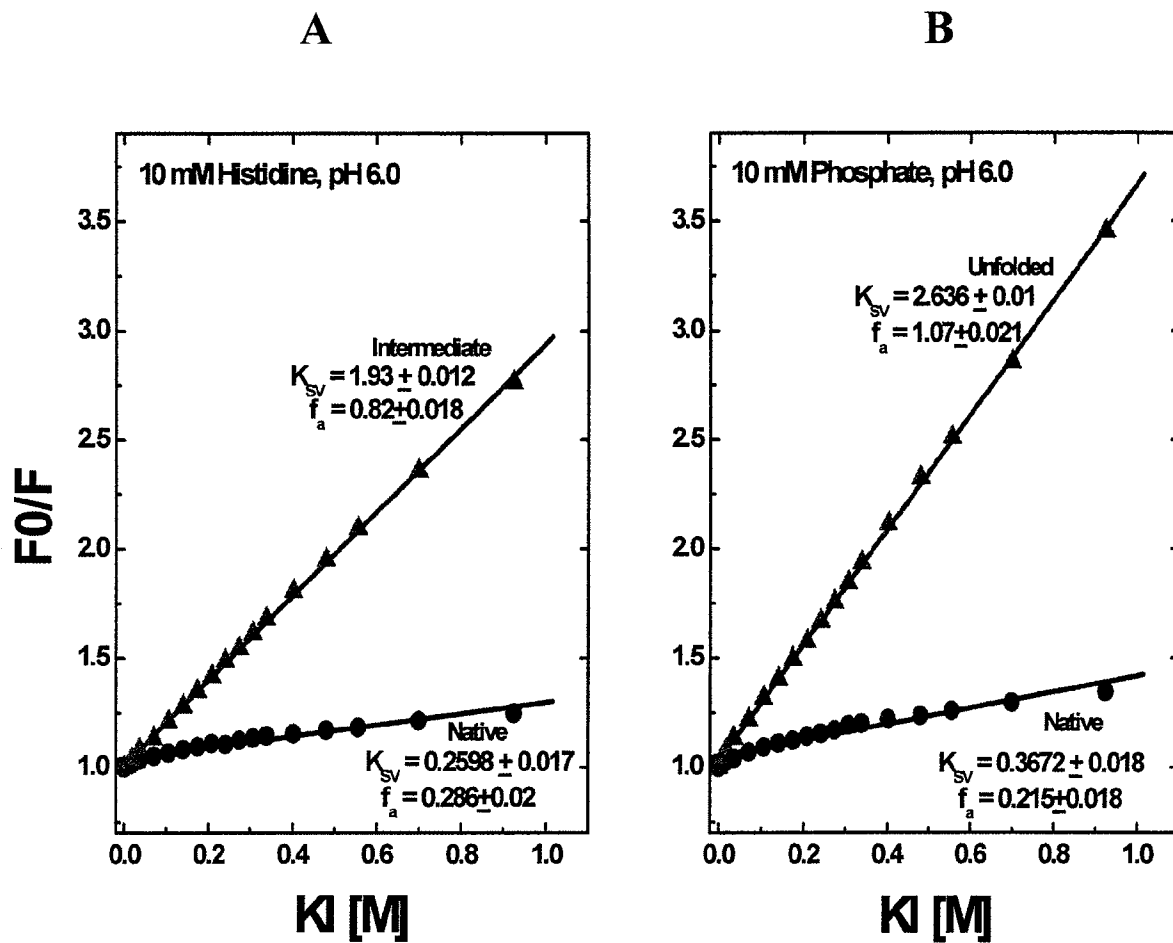 A
10 mM Histidine, pH 6.0
3.5
3.0
2.5
2.0
1.5
1.0
F0/F
Intermediate
K_SV = 1.93 ± 0.012
f_a = 0.82±0.018
Native
K_SV = 0.2598 ± 0.017
f_a = 0.286±0.02
0.0 0.2 0.4 0.6 0.8 1.0
KI [M]
B
10 mM Phosphate, pH 6.0
3.5
3.0
2.5
2.0
1.5
1.0
Unfolded
K_SV = 2.636 ± 0.01
f_a = 1.07±0.021
Native
K_SV = 0.3672 ± 0.018
f_a = 0.215±0.018
0.0 0.2 0.4 0.6 0.8 1.0
KI [M]